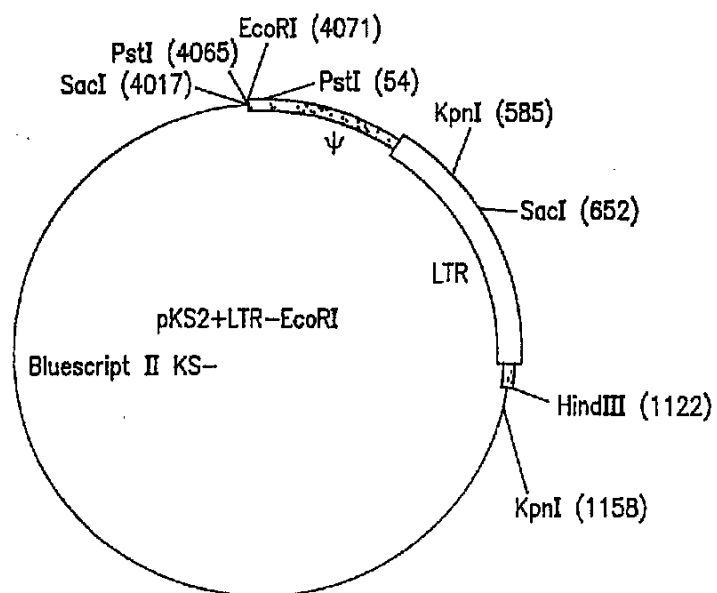 EcoRI (4071)
PstI (4065)
SacI (4017)
PstI (54)
KpnI (585)
Ψ
SacI (652)
LTR
pKS2+LTR-EcoRI
Bluescript II KS-
HindIII (1122)
KpnI (1158)